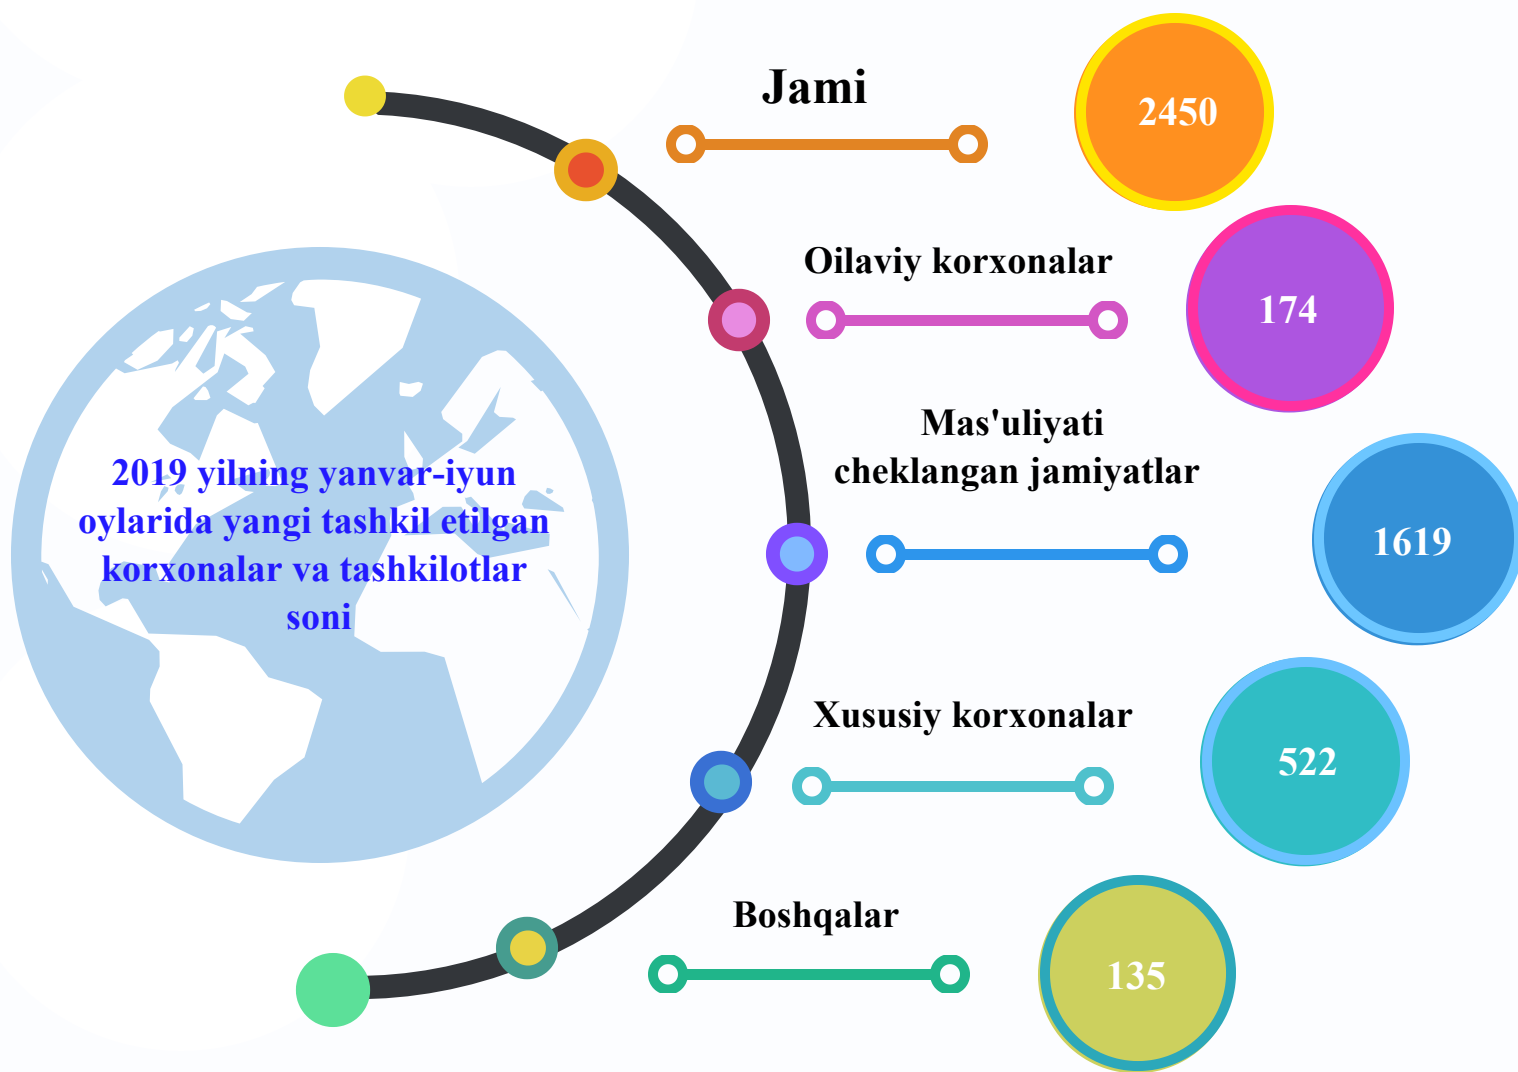 Jami
2450
Oilaviy korxonalar
174
Mas'uliyati
cheklangan jamiyatlar
1619
2019 yilning yanvar-iyun
oylarida yangi tashkil etilgan
korxonalar va tashkilotlar
soni
Xususiy korxonalar
522
Boshqalar
135